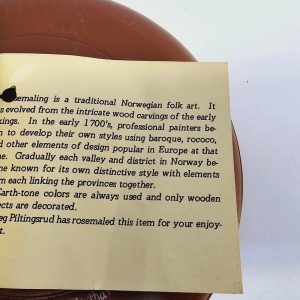 semaling is a traditional Norwegian folk art. It
s evolved from the intricate wood carvings of the early
kings. In the early 1700's, professional painters be-
n to develop their own styles using baroque, rococo,
d other elements of design popular in Europe at that
e. Gradually each valley and district in Norway be-
me known for its own distinctive style with elements
m each linking the provinces together.
arth-tone colors are always used and only wooden
ects are decorated.
eg Piltingsrud has rosemaled this item for your enjoy-
t.